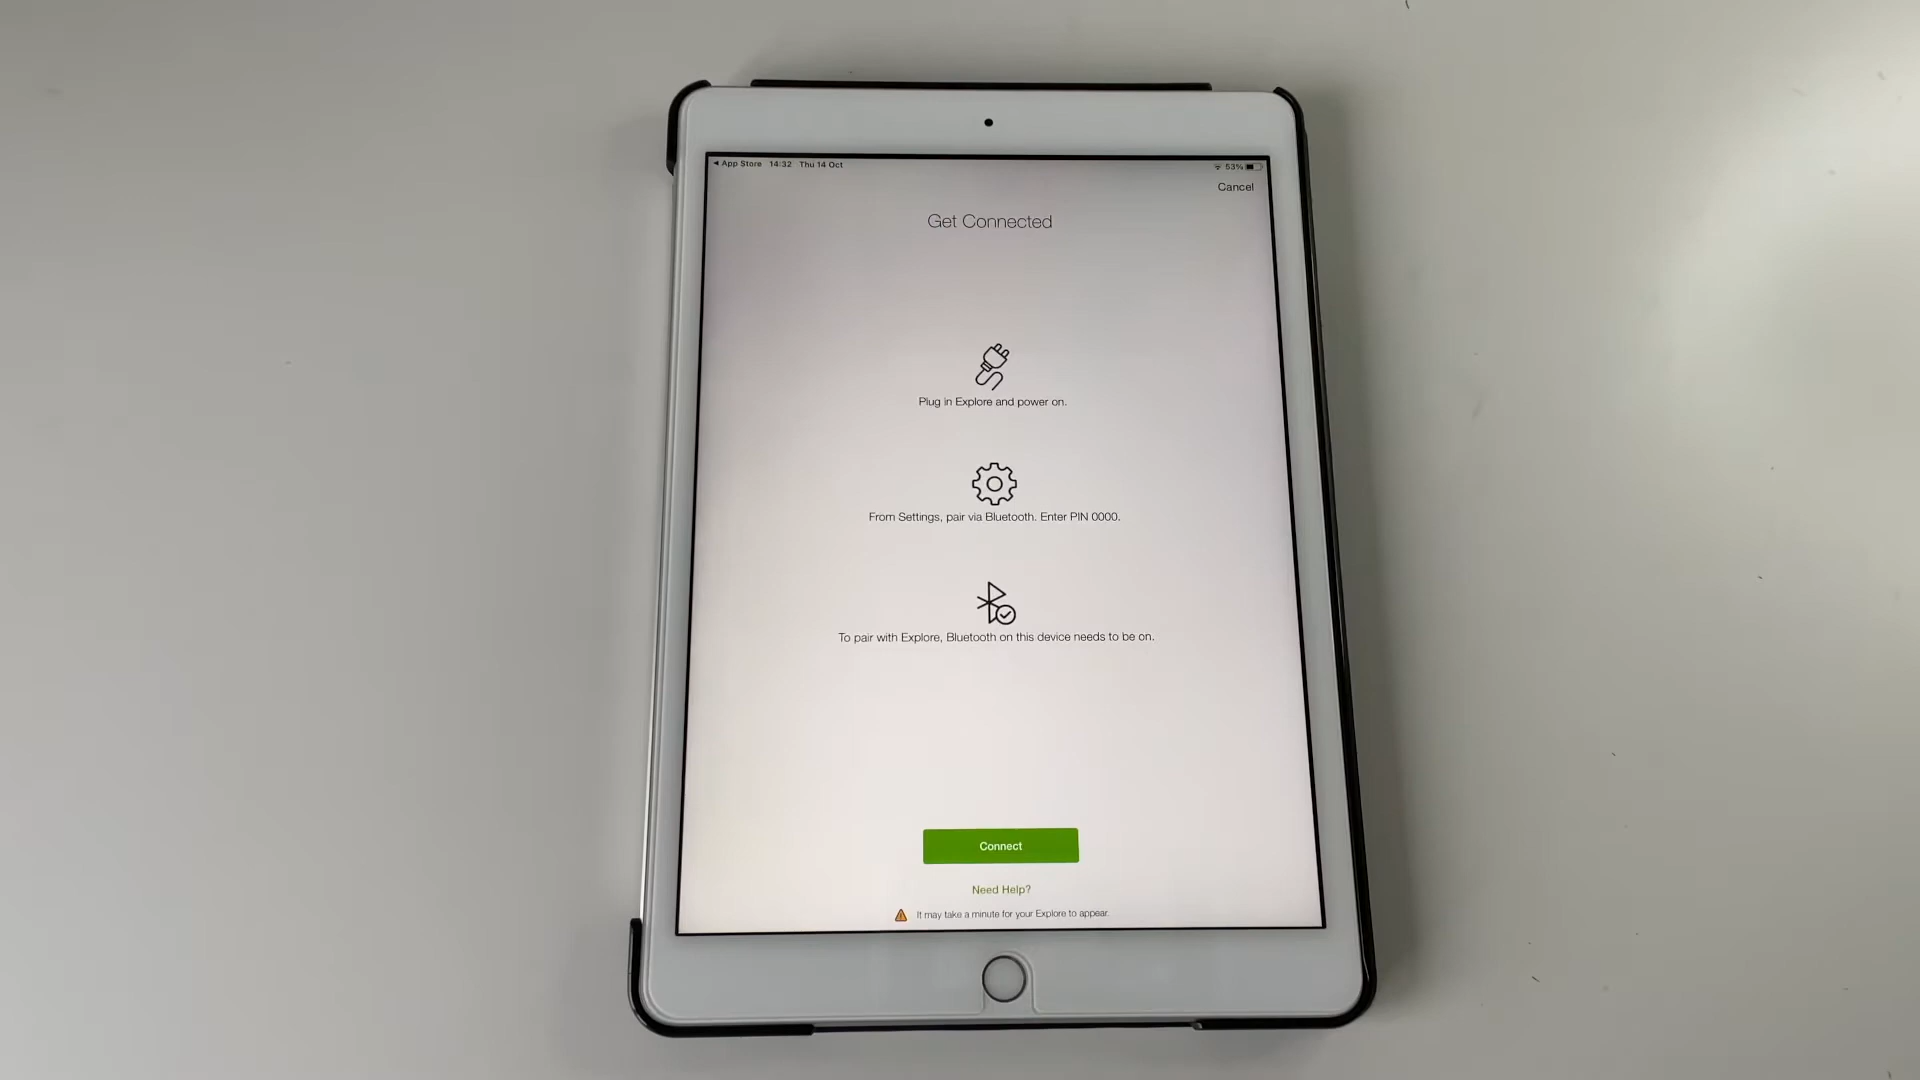 App Store 14:32 Thu 14 Oct 53%
Cancel
Get Connected
Plug in Explore and power on.
From Settings, pair via Bluetooth. Enter PIN 0000.
To pair with Explore, Bluetooth on this device needs to be on.
Connect
Need Help?
It may take a minute for your Explore to appear.